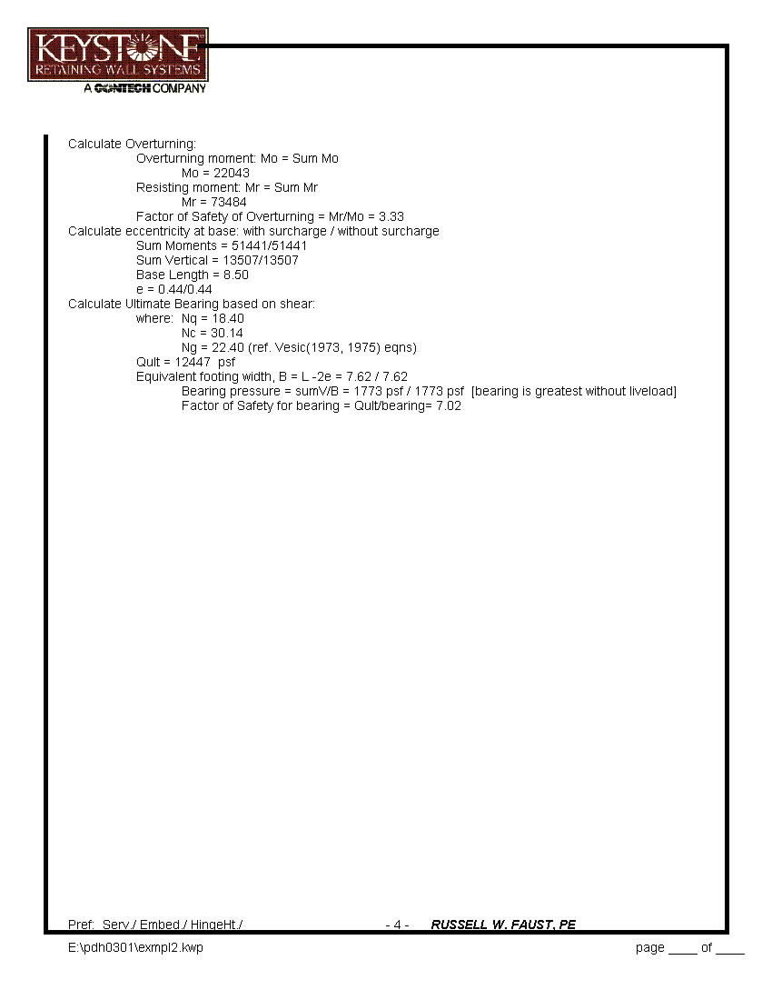 KEYSTONE
RETAINING WALL SYSTEMS
A CONTECH COMPANY
Calculate Overturning:
Overturning moment: Mo = Sum Mo
Mo = 22043
Resisting moment: Mr = Sum Mr
Mr = 73484
Factor of Safety of Overturning = Mr/Mo = 3.33
Calculate eccentricity at base: with surcharge / without surcharge
Sum Moments = 51441/51441
Sum Vertical = 13507/13507
Base Length = 8.50
e = 0.44/0.44
Calculate Ultimate Bearing based on shear:
where: Nq = 18.40
Nc = 30.14
Ng = 22.40 (ref. Vesic(1973, 1975) eqns)
Qult = 12447 psf
Equivalent footing width, B = L -2e = 7.62 / 7.62
Bearing pressure = sumV/B = 1773 psf / 1773 psf [bearing is greatest without liveload]
Factor of Safety for bearing = Qult/bearing= 7.02
Pref: Serv./ Embed./ HingeHt./ - 4 - RUSSELL W. FAUST, PE
E:\pdh0301\exmpl2.kwp page ____ of ____